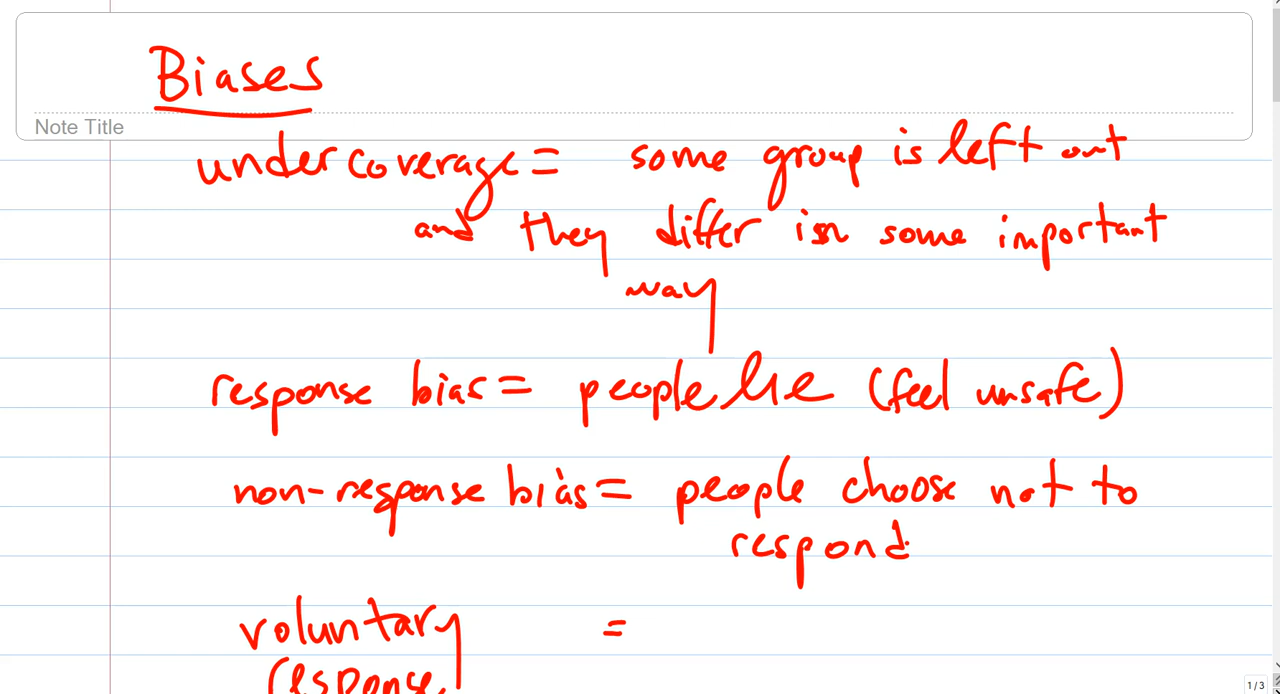 Biases
Note Title
undercoverage = some group is left out
and they differ in some important
way
response bias = people lie (feel unsafe)
non-response bias = people choose not to
respond
voluntary =
response
1/3